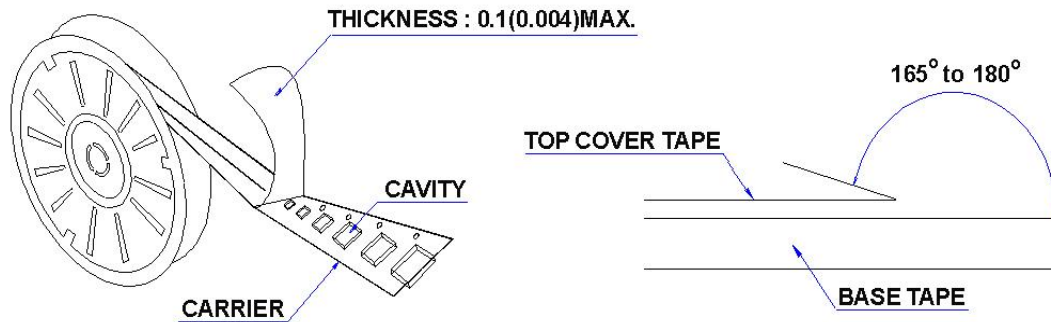 THICKNESS : 0.1(0.004)MAX.
CAVITY
CARRIER
165° to 180°
TOP COVER TAPE
BASE TAPE